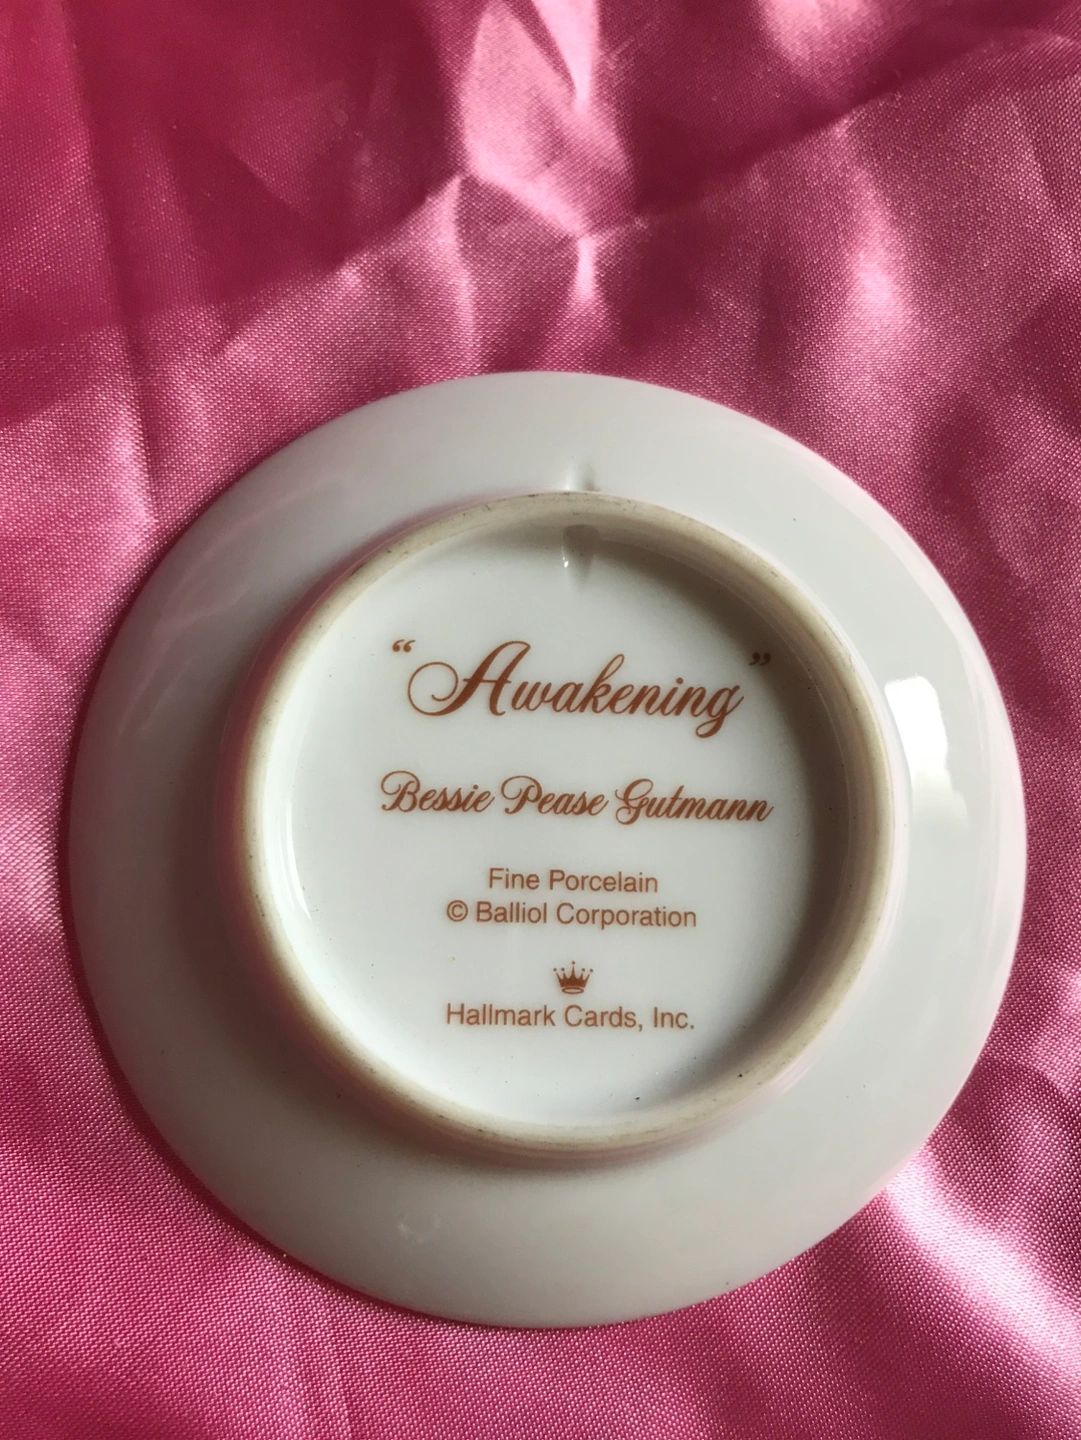 “Awakening”
Bessie Pease Gutmann
Fine Porcelain
© Balliol Corporation
Hallmark Cards, Inc.